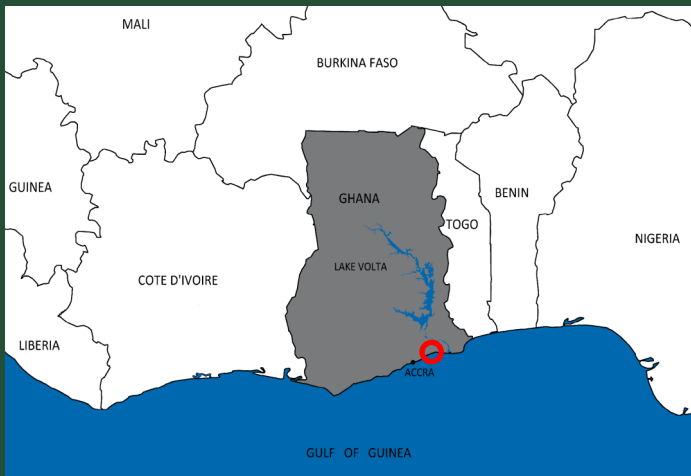 MALI
BURKINA FASO
GUINEA
GHANA
BENIN
TOGO
NIGERIA
LAKE VOLTA
COTE D'IVOIRE
LIBERIA
ACCRA
GULF OF GUINEA